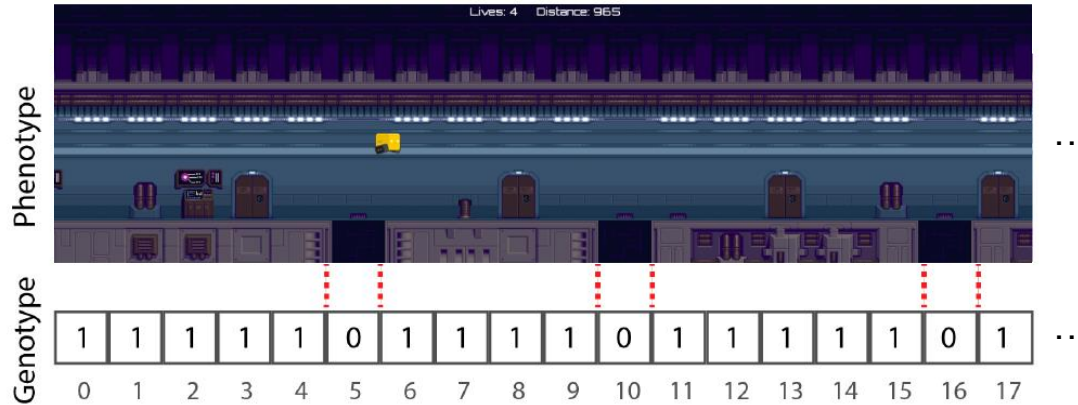 Lives: 4 Distance: 965
Phenotype
..
Genotype
1 1 1 1 1 0 1 1 1 1 0 1 1 1 1 1 0 1
..
0 1 2 3 4 5 6 7 8 9 10 11 12 13 14 15 16 17